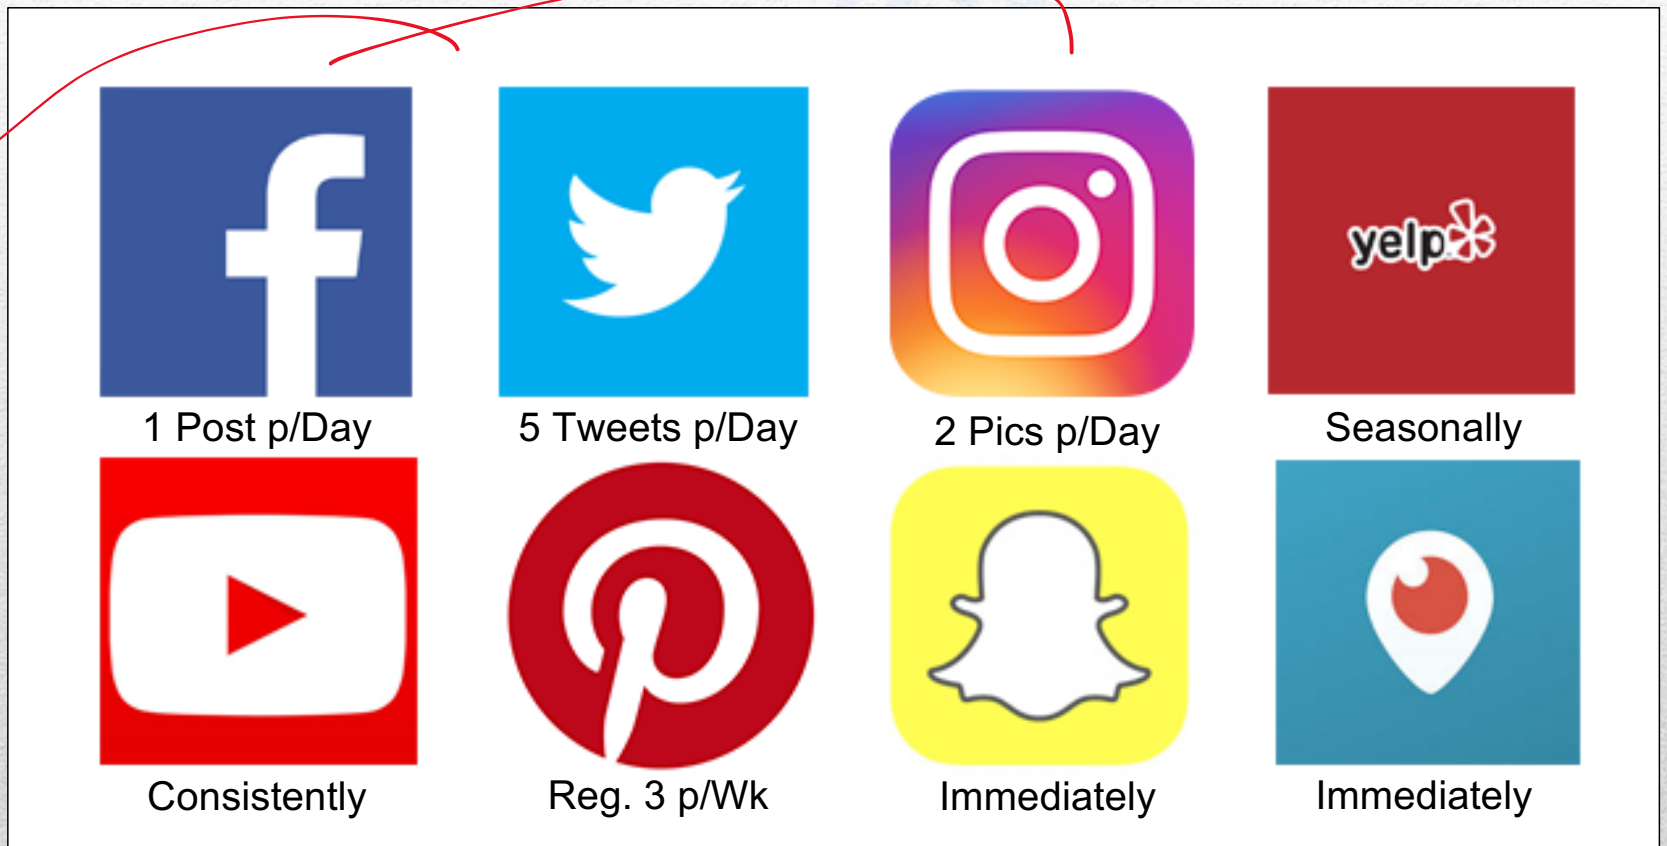 yelp
1 Post p/Day
5 Tweets p/Day
2 Pics p/Day
Seasonally
Consistently
Reg. 3 p/Wk
Immediately
Immediately